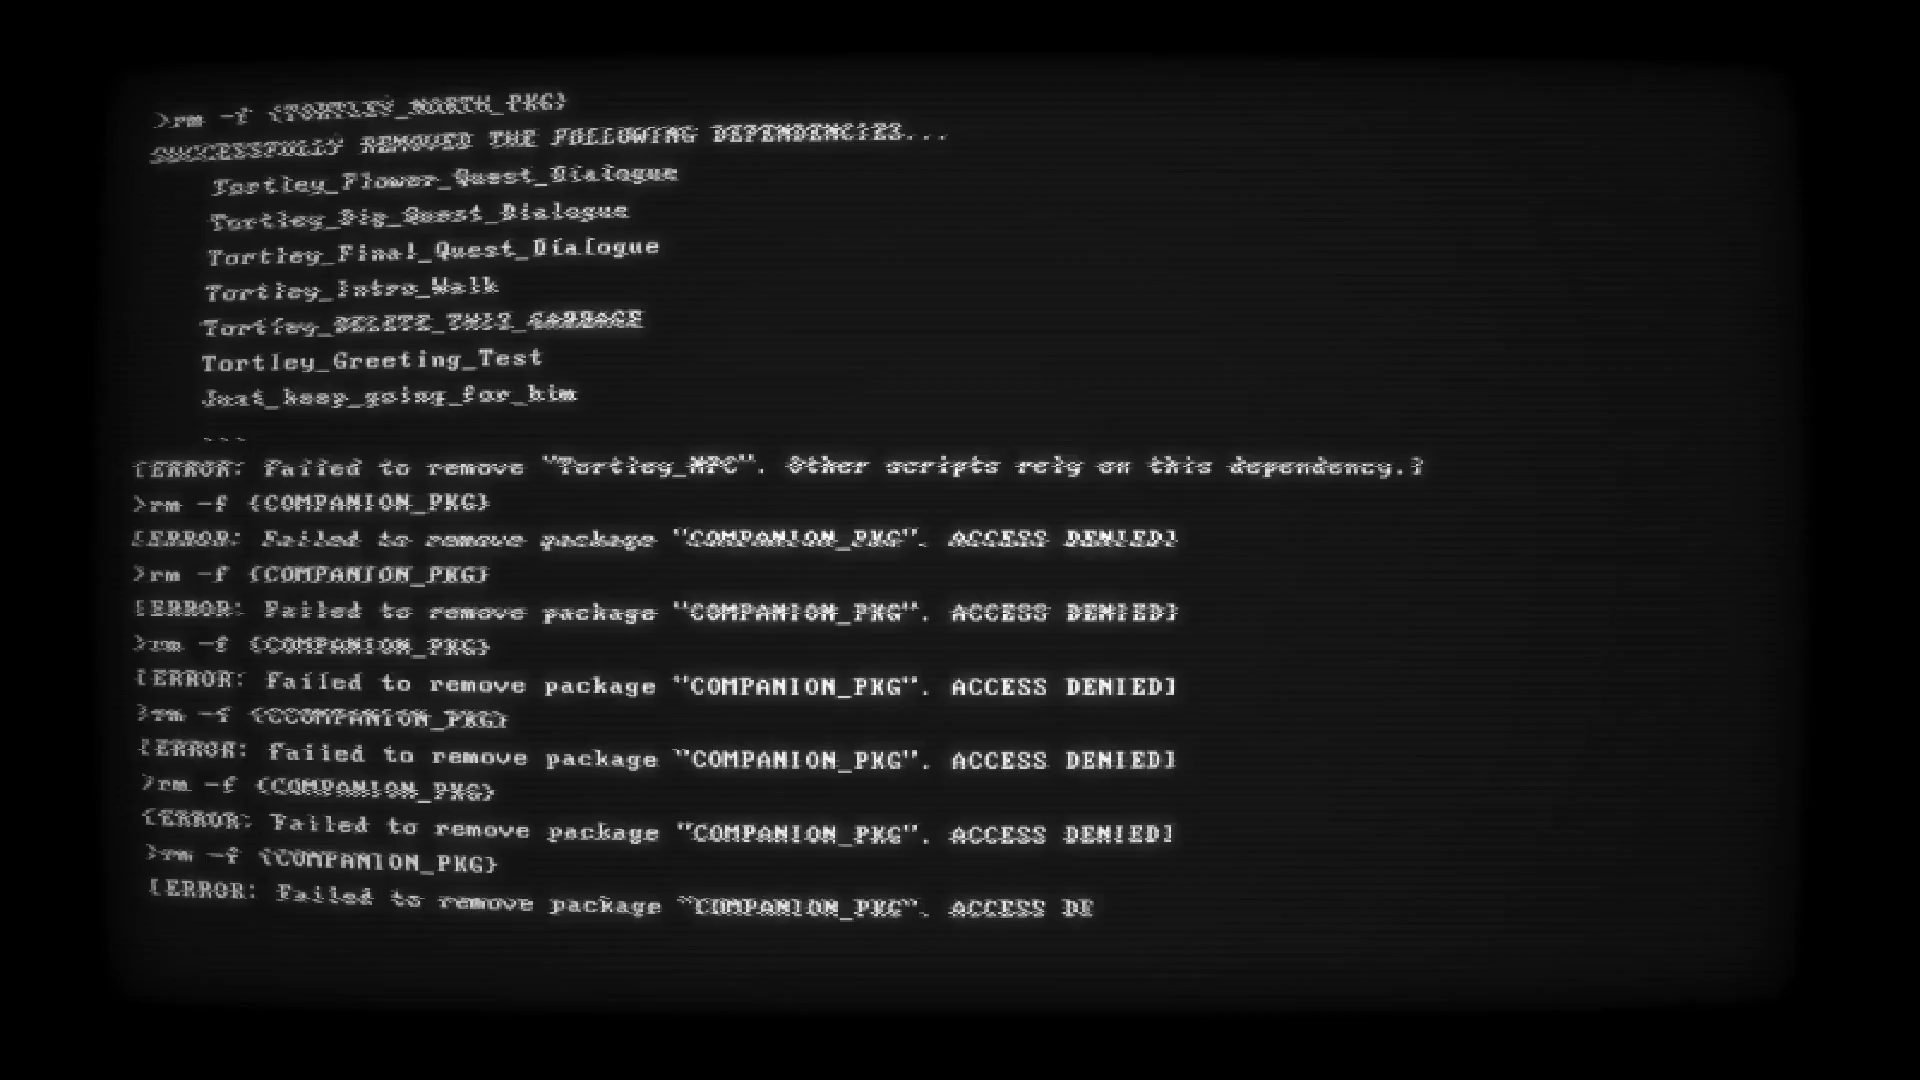 >rm -f {TORTLEY_NORTH_PKG}
SUCCESSFULLY REMOVED THE FOLLOWING DEPENDENCIES...
Tortley_Flower_Quest_Dialogue
Tortley_Dig_Quest_Dialogue
Tortley_Final_Quest_Dialogue
Tortley_Intro_Walk
Tortley_DELETE_THIS_GARBAGE
Tortley_Greeting_Test
Just_keep_going_for_him
...
[ERROR: Failed to remove "Tortley_NPC". Other scripts rely on this dependency.]
>rm -f {COMPANION_PKG}
[ERROR: Failed to remove package "COMPANION_PKG". ACCESS DENIED]
>rm -f {COMPANION_PKG}
[ERROR: Failed to remove package "COMPANION_PKG". ACCESS DENIED]
>rm -f {COMPANION_PKG}
[ERROR: Failed to remove package "COMPANION_PKG". ACCESS DENIED]
>rm -f {CCOMPANION_PKG}
[ERROR: Failed to remove package "COMPANION_PKG". ACCESS DENIED]
>rm -f {COMPANION_PKG}
[ERROR: Failed to remove package "COMPANION_PKG". ACCESS DENIED]
>rm -f {COMPANION_PKG}
[ERROR: Failed to remove package "COMPANION_PKG". ACCESS DE